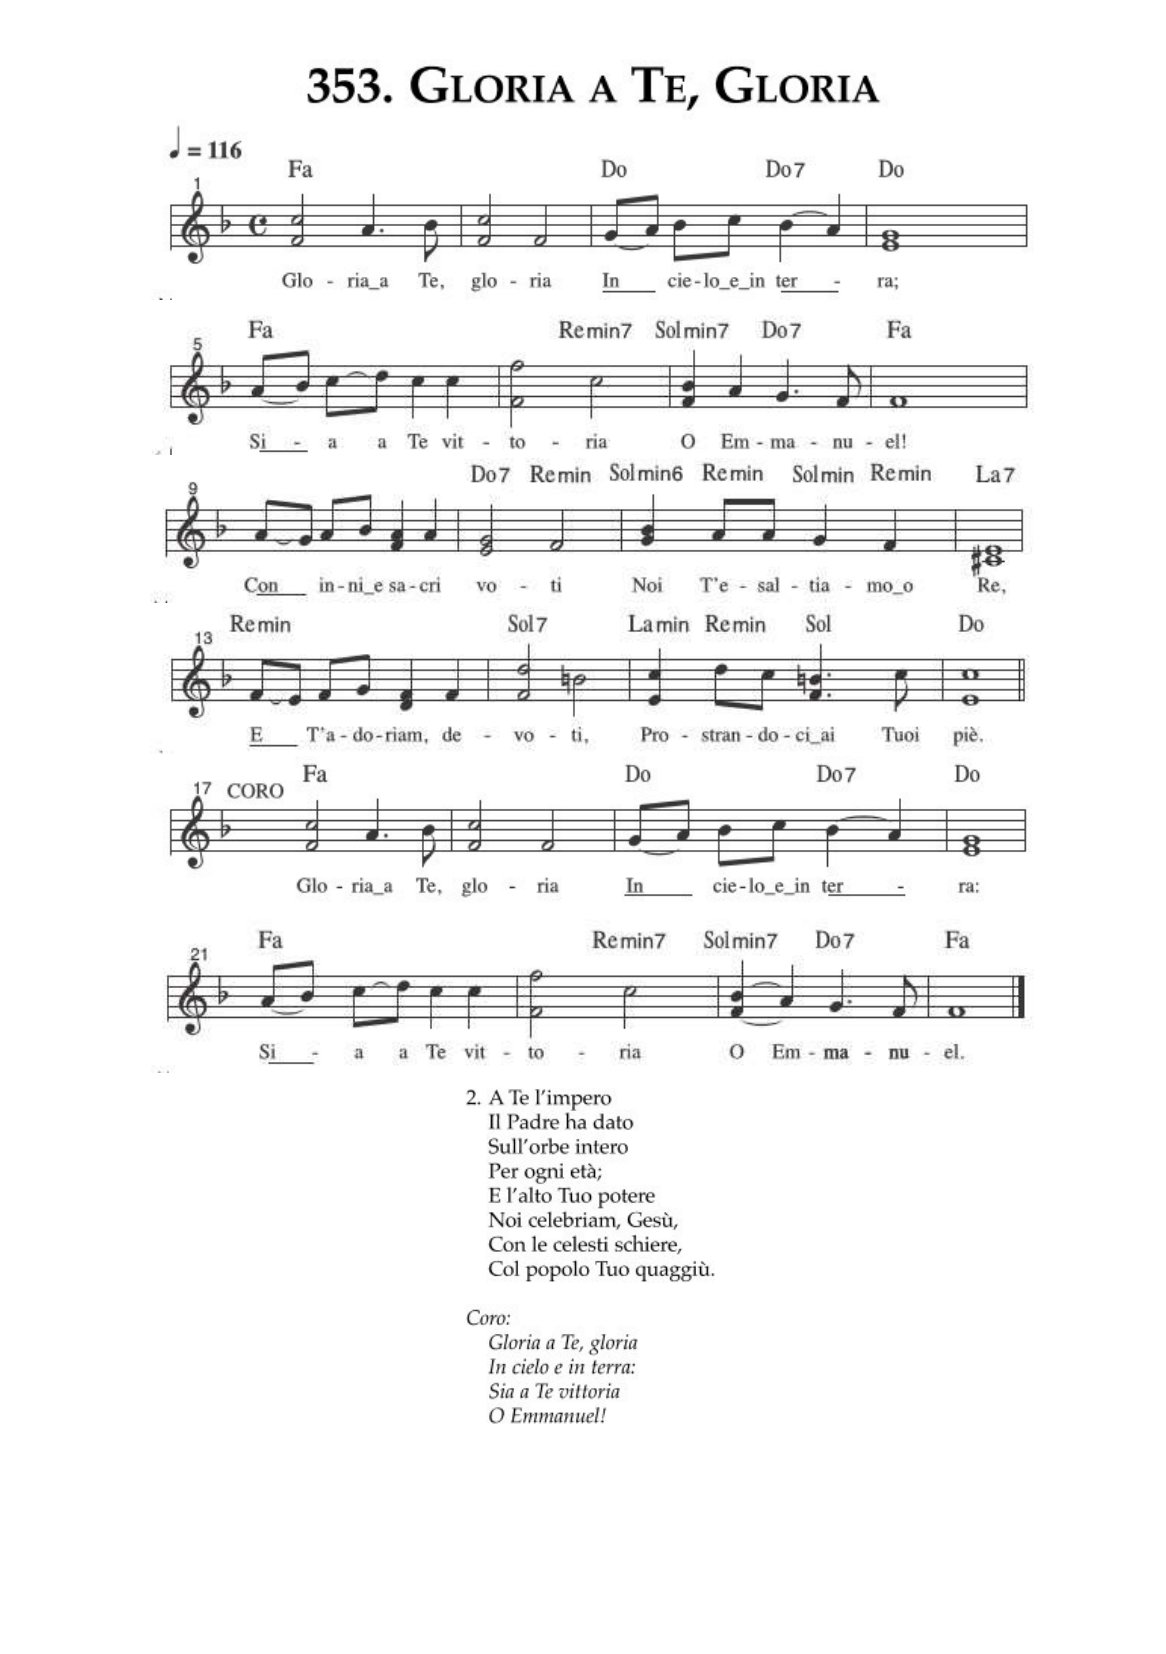 353. GLORIA A TE, GLORIA
= 116
Fa Do Do7 Do
1
Glo - ria_a Te, glo - ria In cie-lo_e_in ter - ra;
Fa Remin7 Solmin7 Do7 Fa
5
Si - a a Te vit - to - ria O Em - ma - nu - el!
Do7 Remin Solmin6 Remin Solmin Remin La7
9
Con in-ni_e sa-cri vo - ti Noi T'e - sal - tia - mo_o Re,
Remin Sol7 Lamin Remin Sol Do
13
E T'a-do-riam, de - vo - ti, Pro - stran - do-ci_ai Tuoi piè.
Fa Do Do7 Do
17 CORO
Glo - ria_a Te, glo - ria In cie-lo_e_in ter - ra:
Fa Remin7 Solmin7 Do7 Fa
21
Si - a a Te vit - to - ria O Em - ma - nu - el.
2. A Te l'impero
Il Padre ha dato
Sull'orbe intero
Per ogni età;
E l'alto Tuo potere
Noi celebriam, Gesù,
Con le celesti schiere,
Col popolo Tuo quaggiù.
Coro:
Gloria a Te, gloria
In cielo e in terra:
Sia a Te vittoria
O Emmanuel!